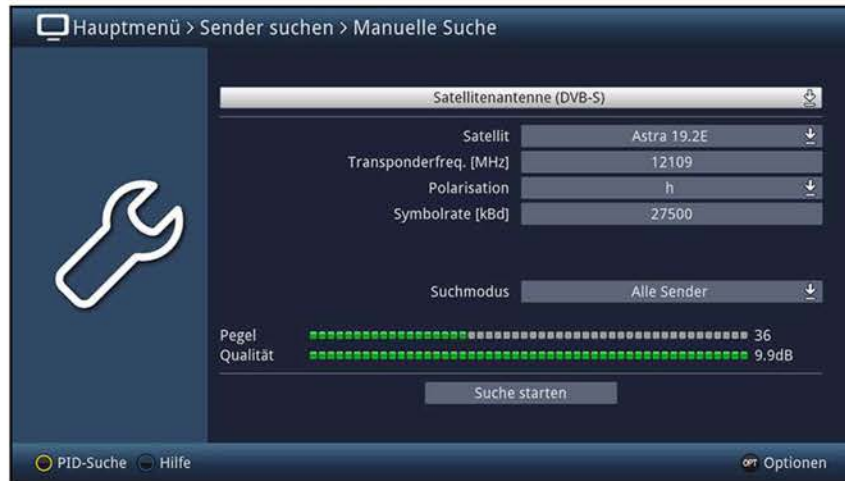 Hauptmenü > Sender suchen > Manuelle Suche
Satellitenantenne (DVB-S)
Satellit Astra 19.2E
Transponderfreq. [MHz] 12109
Polarisation h
Symbolrate [kBd] 27500
Suchmodus Alle Sender
Pegel 36
Qualität 9.9dB
Suche starten
PID-Suche Hilfe OPT Optionen